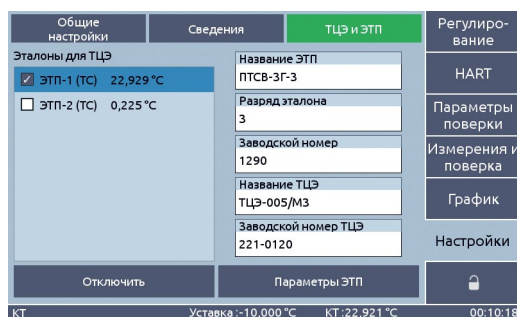 Общие
настройки
Сведения
ТЦЭ и ЭТП
Эталоны для ТЦЭ
ЭТП-1 (ТС) 22,929 °C
ЭТП-2 (ТС) 0,225 °C
Название ЭТП
ПТСВ-3Г-3
Разряд эталона
3
Заводской номер
1290
Название ТЦЭ
ТЦЭ-005/М3
Заводской номер ТЦЭ
221-0120
Отключить
Параметры ЭТП
Регулиро-
вание
HART
Параметры
поверки
Измерения и
поверка
График
Настройки
КТ Уставка :-10,000 °C КТ :22,921 °C 00:10:18